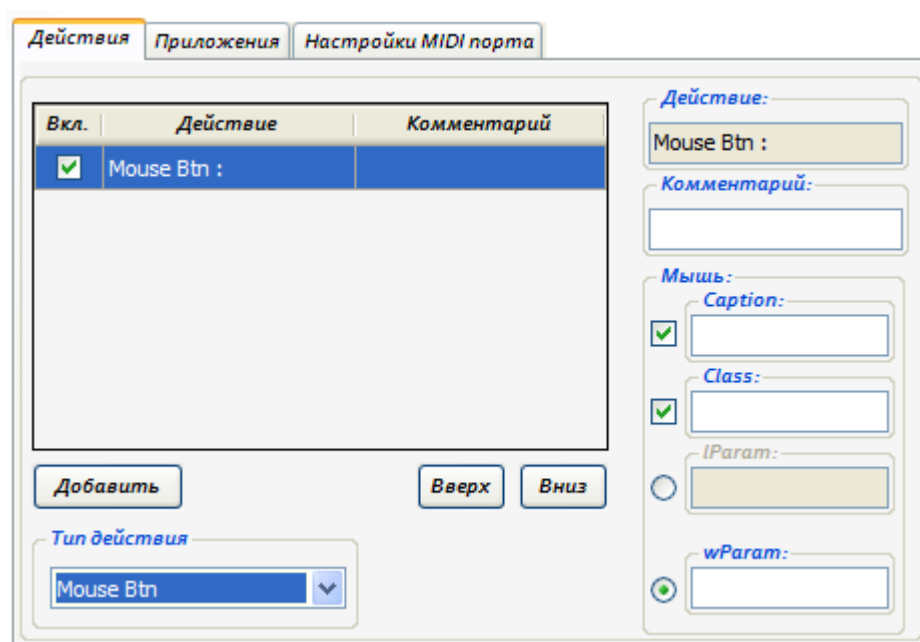 Действия Приложения Настройки MIDI порта
Вкл. Действие Комментарий
Mouse Btn :
Добавить Вверх Вниз
Тип действия
Mouse Btn
Действие:
Mouse Btn :
Комментарий:
Мышь:
Caption:
Class:
lParam:
wParam: